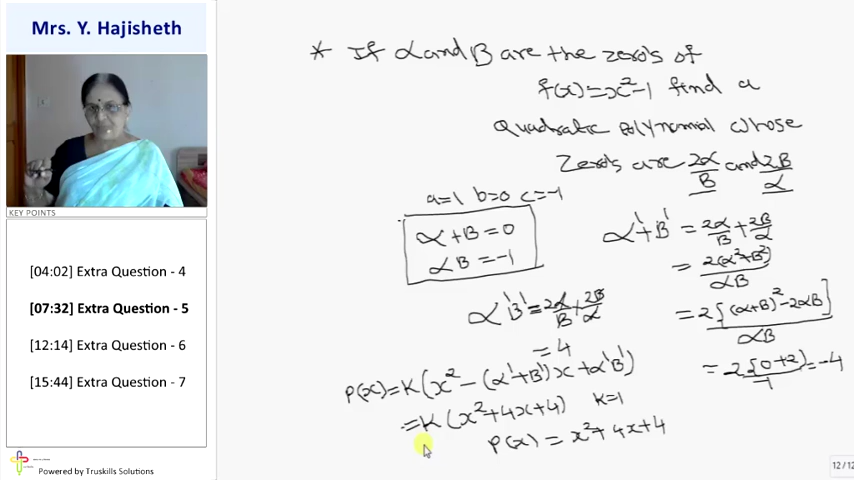 Mrs. Y. Hajisheth
KEY POINTS
[04:02] Extra Question - 4
[07:32] Extra Question - 5
[12:14] Extra Question - 6
[15:44] Extra Question - 7
Powered by Truskills Solutions
* If α and β are the zero's of
f(x)=x²-1 find a
Quadratic Polynomial whose
Zero's are 2α/β and 2β/α
a=1 b=0 c=-1
α+β=0
αβ=-1
α'+β' = 2α/β + 2β/α
= 2(α²+β²)/αβ
= 2[(α+β)²-2αβ]/αβ
= 2[0+2]/-1 = -4
α'β' = 2α/β + 2β/α
= 4
P(x)=K(x²-(α'+β')x+α'β')
=K(x²+4x+4) K=1
P(x) = x²+4x+4
12/12